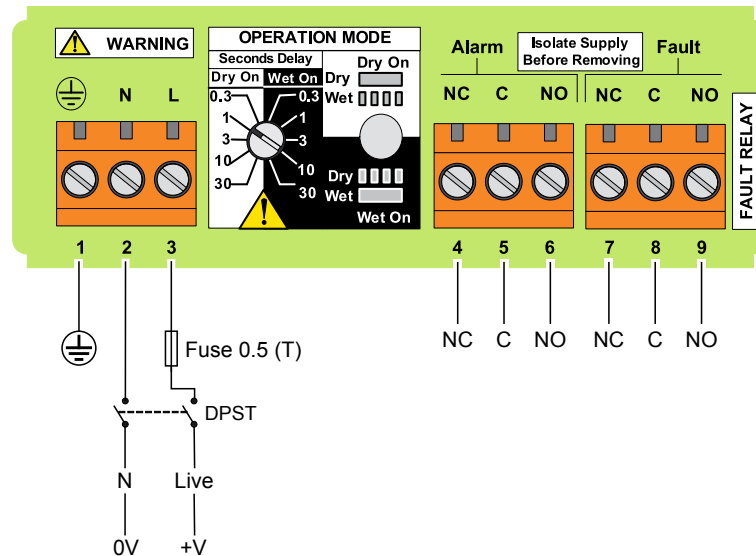 WARNING
OPERATION MODE
Seconds Delay
Dry On Wet On
0.3 0.3
1 1
3 3
10 10
30 30
Dry On
Dry
Wet
Dry
Wet
Wet On
Alarm
Isolate Supply
Before Removing
Fault
N L
NC C NO
NC C NO
FAULT RELAY
1 2 3
4 5 6
7 8 9
NC C NO
NC C NO
Fuse 0.5 (T)
DPST
N Live
0V +V